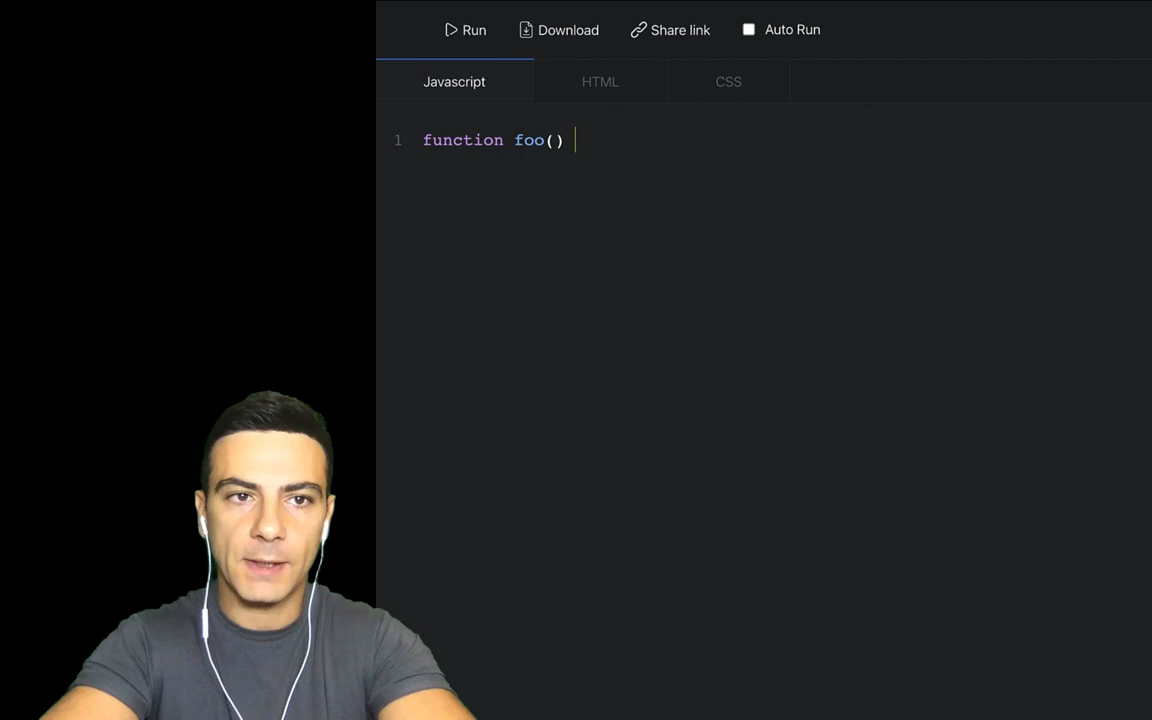 Run Download Share link Auto Run
Javascript HTML CSS
1 function foo()